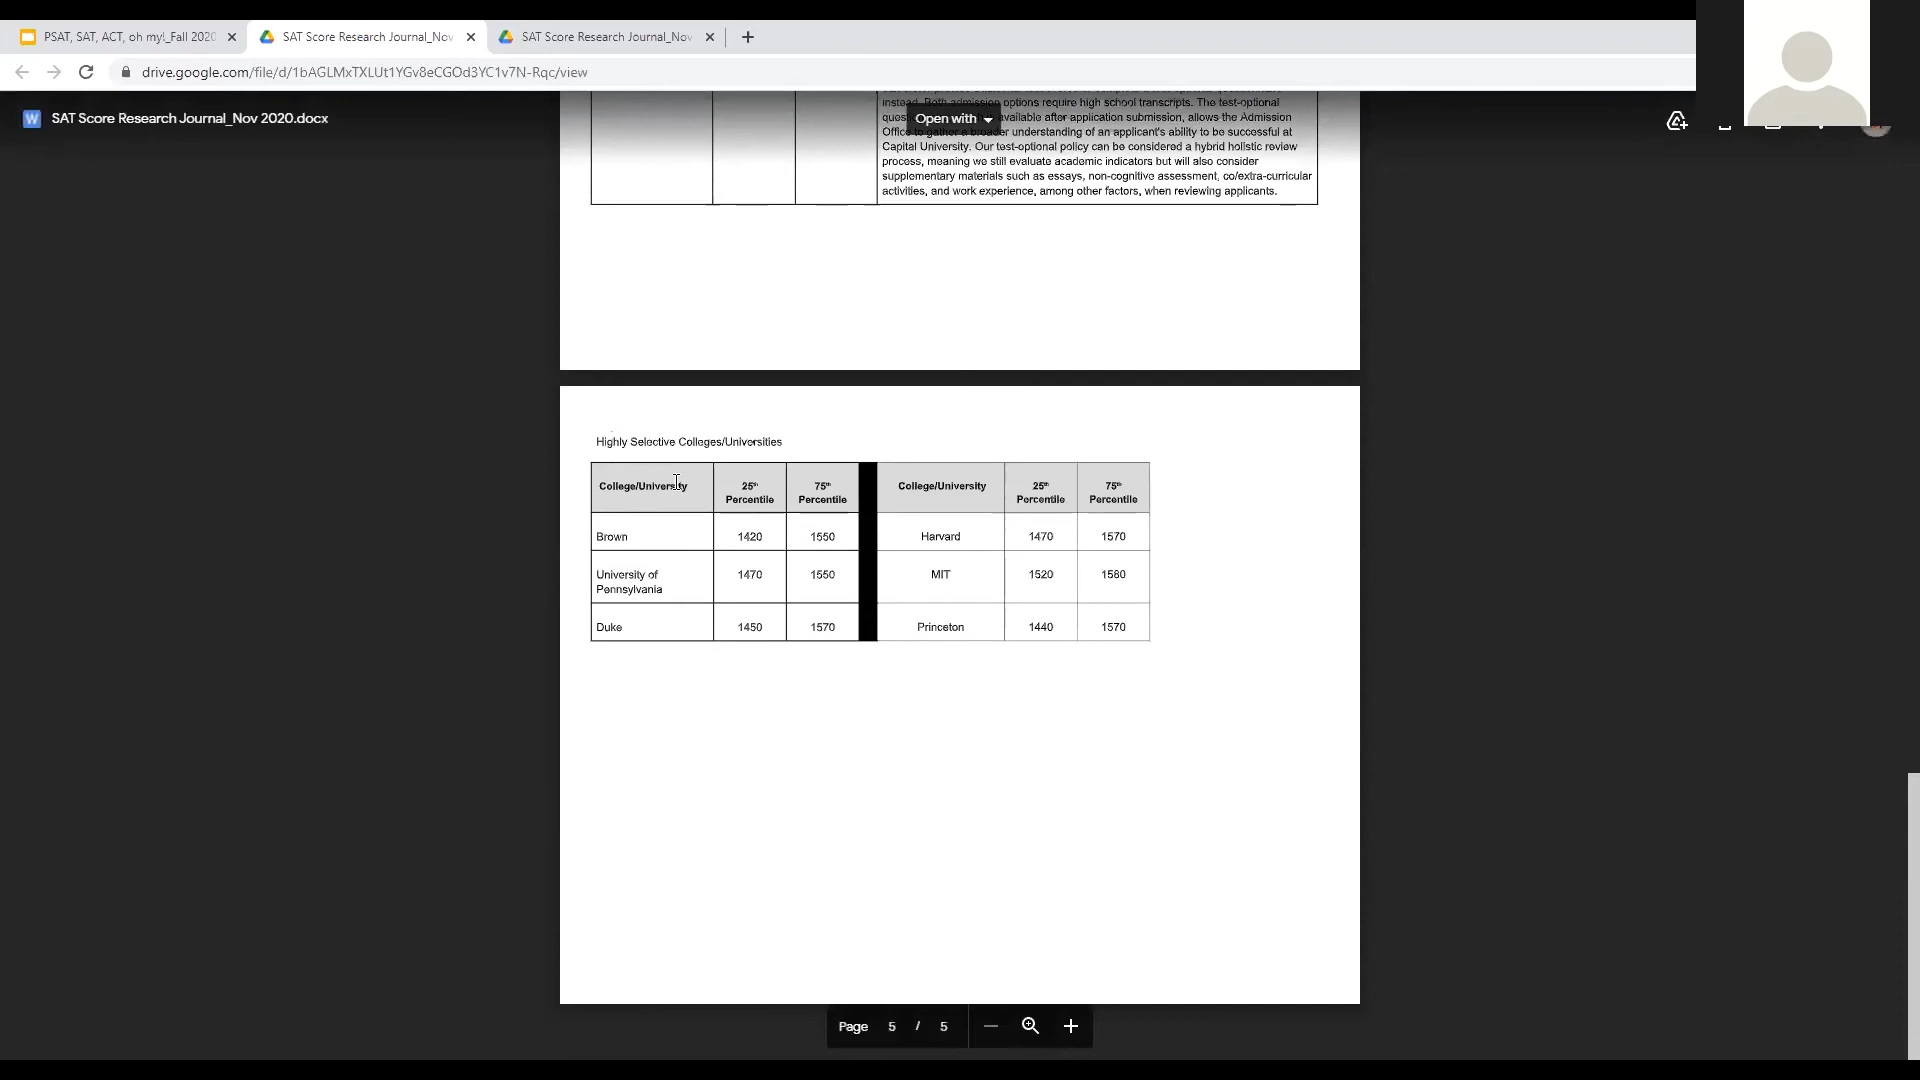 PSAT, SAT, ACT, oh my!_Fall 2020
SAT Score Research Journal_Nov
SAT Score Research Journal_Nov
drive.google.com/file/d/1bAGLMxTXLUt1YGv8eCGOd3YC1v7N-Rqc/view
SAT Score Research Journal_Nov 2020.docx
Open with
instead. Both admission options require high school transcripts. The test-optional
available after application submission, allows the Admission
Office to gather a broader understanding of an applicant's ability to be successful at
Capital University. Our test-optional policy can be considered a hybrid holistic review
process, meaning we still evaluate academic indicators but will also consider
supplementary materials such as essays, non-cognitive assessment, co/extra-curricular
activities, and work experience, among other factors, when reviewing applicants.
Highly Selective Colleges/Universities
College/University 25th Percentile 75th Percentile College/University 25th Percentile 75th Percentile
Brown 1420 1550 Harvard 1470 1570
University of Pennsylvania 1470 1550 MIT 1520 1580
Duke 1450 1570 Princeton 1440 1570
Page 5 / 5